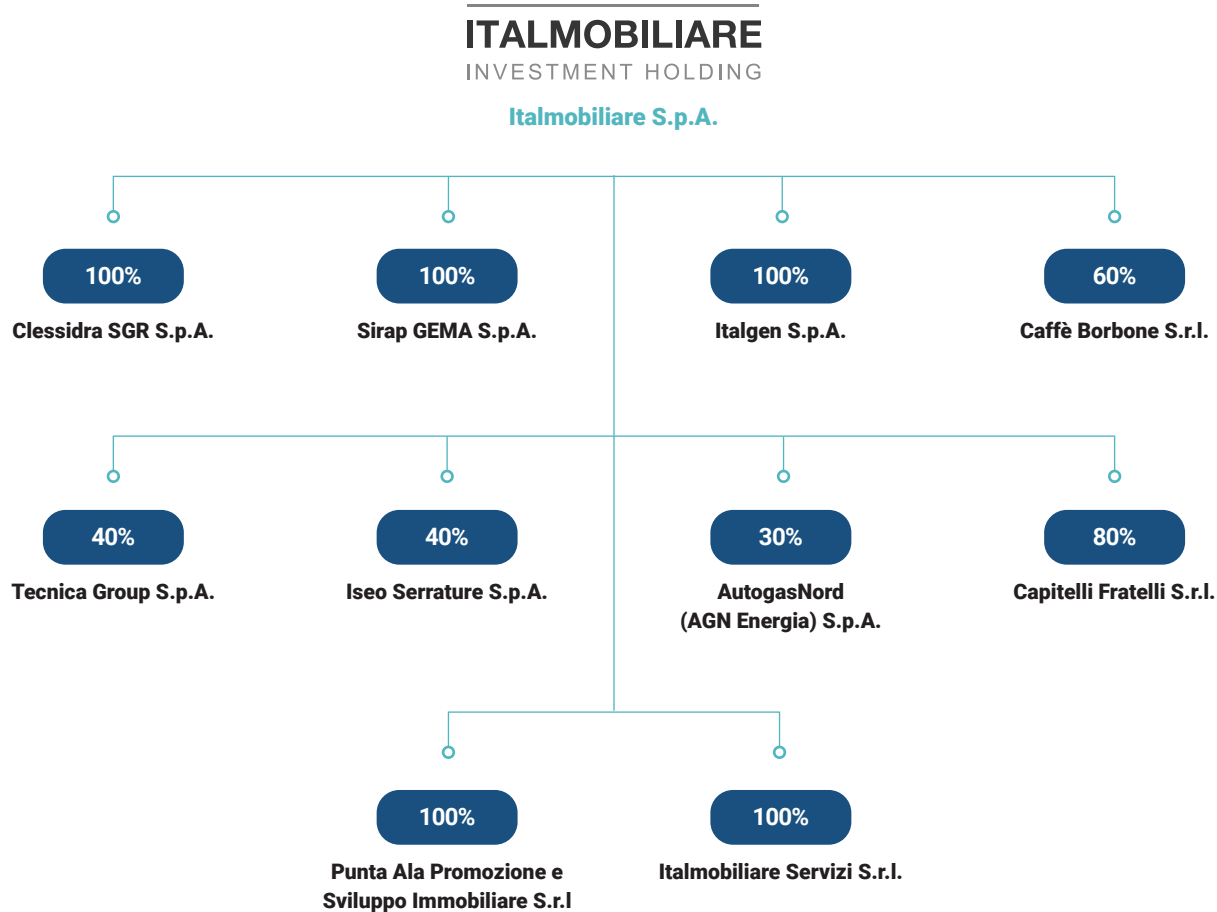 ITALMOBILIARE
INVESTMENT HOLDING
Italmobiliare S.p.A.
100%
100%
100%
60%
Clessidra SGR S.p.A.
Sirap GEMA S.p.A.
Italgen S.p.A.
Caffè Borbone S.r.l.
40%
40%
30%
80%
Tecnica Group S.p.A.
Iseo Serrature S.p.A.
AutogasNord
(AGN Energia) S.p.A.
Capitelli Fratelli S.r.l.
100%
100%
Punta Ala Promozione e
Sviluppo Immobiliare S.r.l
Italmobiliare Servizi S.r.l.